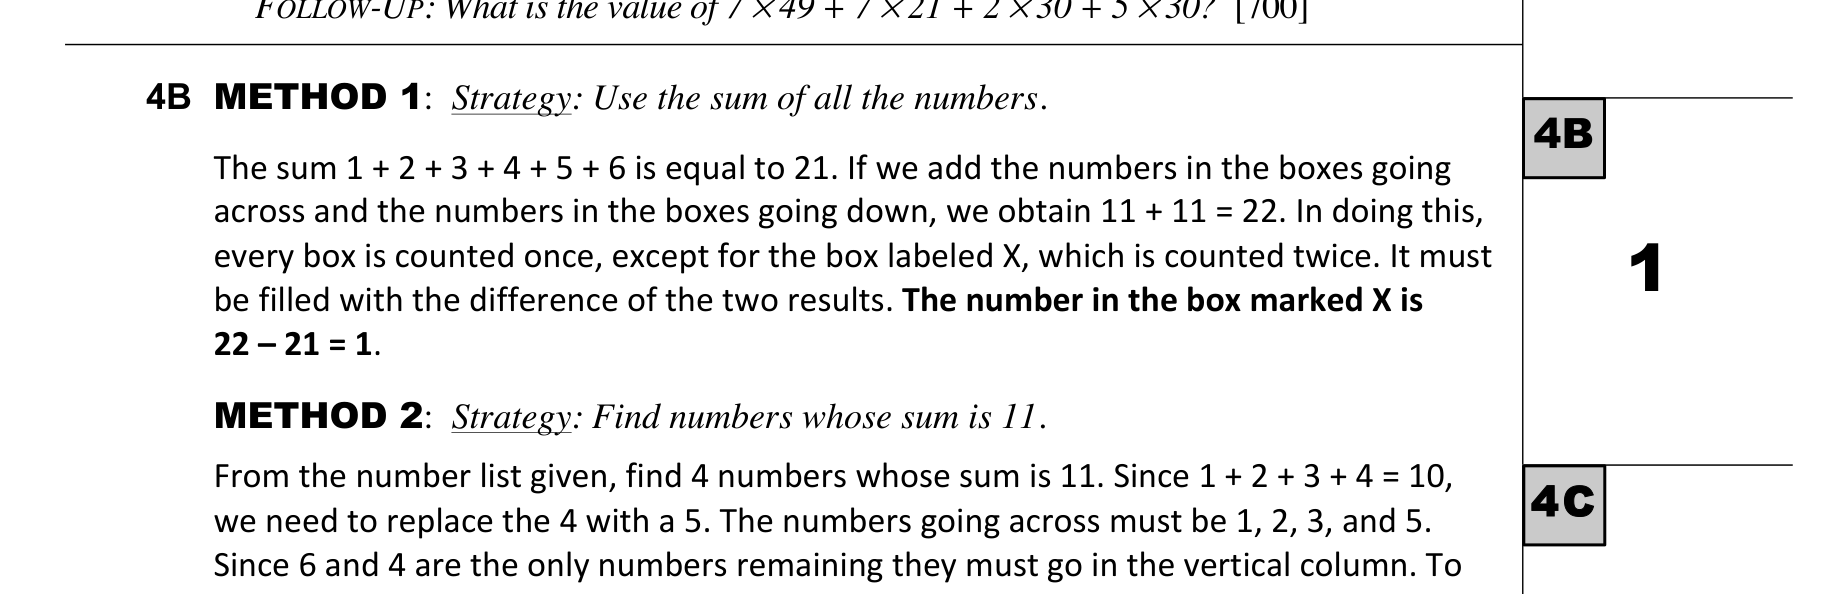 FOLLOW-UP: What is the value of 7 ×49 + 7 ×21 + 2 ×30 + 5 ×30? [700]
4B METHOD 1: Strategy: Use the sum of all the numbers.
The sum 1 + 2 + 3 + 4 + 5 + 6 is equal to 21. If we add the numbers in the boxes going
across and the numbers in the boxes going down, we obtain 11 + 11 = 22. In doing this,
every box is counted once, except for the box labeled X, which is counted twice. It must
be filled with the difference of the two results. The number in the box marked X is
22 – 21 = 1.
METHOD 2: Strategy: Find numbers whose sum is 11.
From the number list given, find 4 numbers whose sum is 11. Since 1 + 2 + 3 + 4 = 10,
we need to replace the 4 with a 5. The numbers going across must be 1, 2, 3, and 5.
Since 6 and 4 are the only numbers remaining they must go in the vertical column. To
4B
1
4C